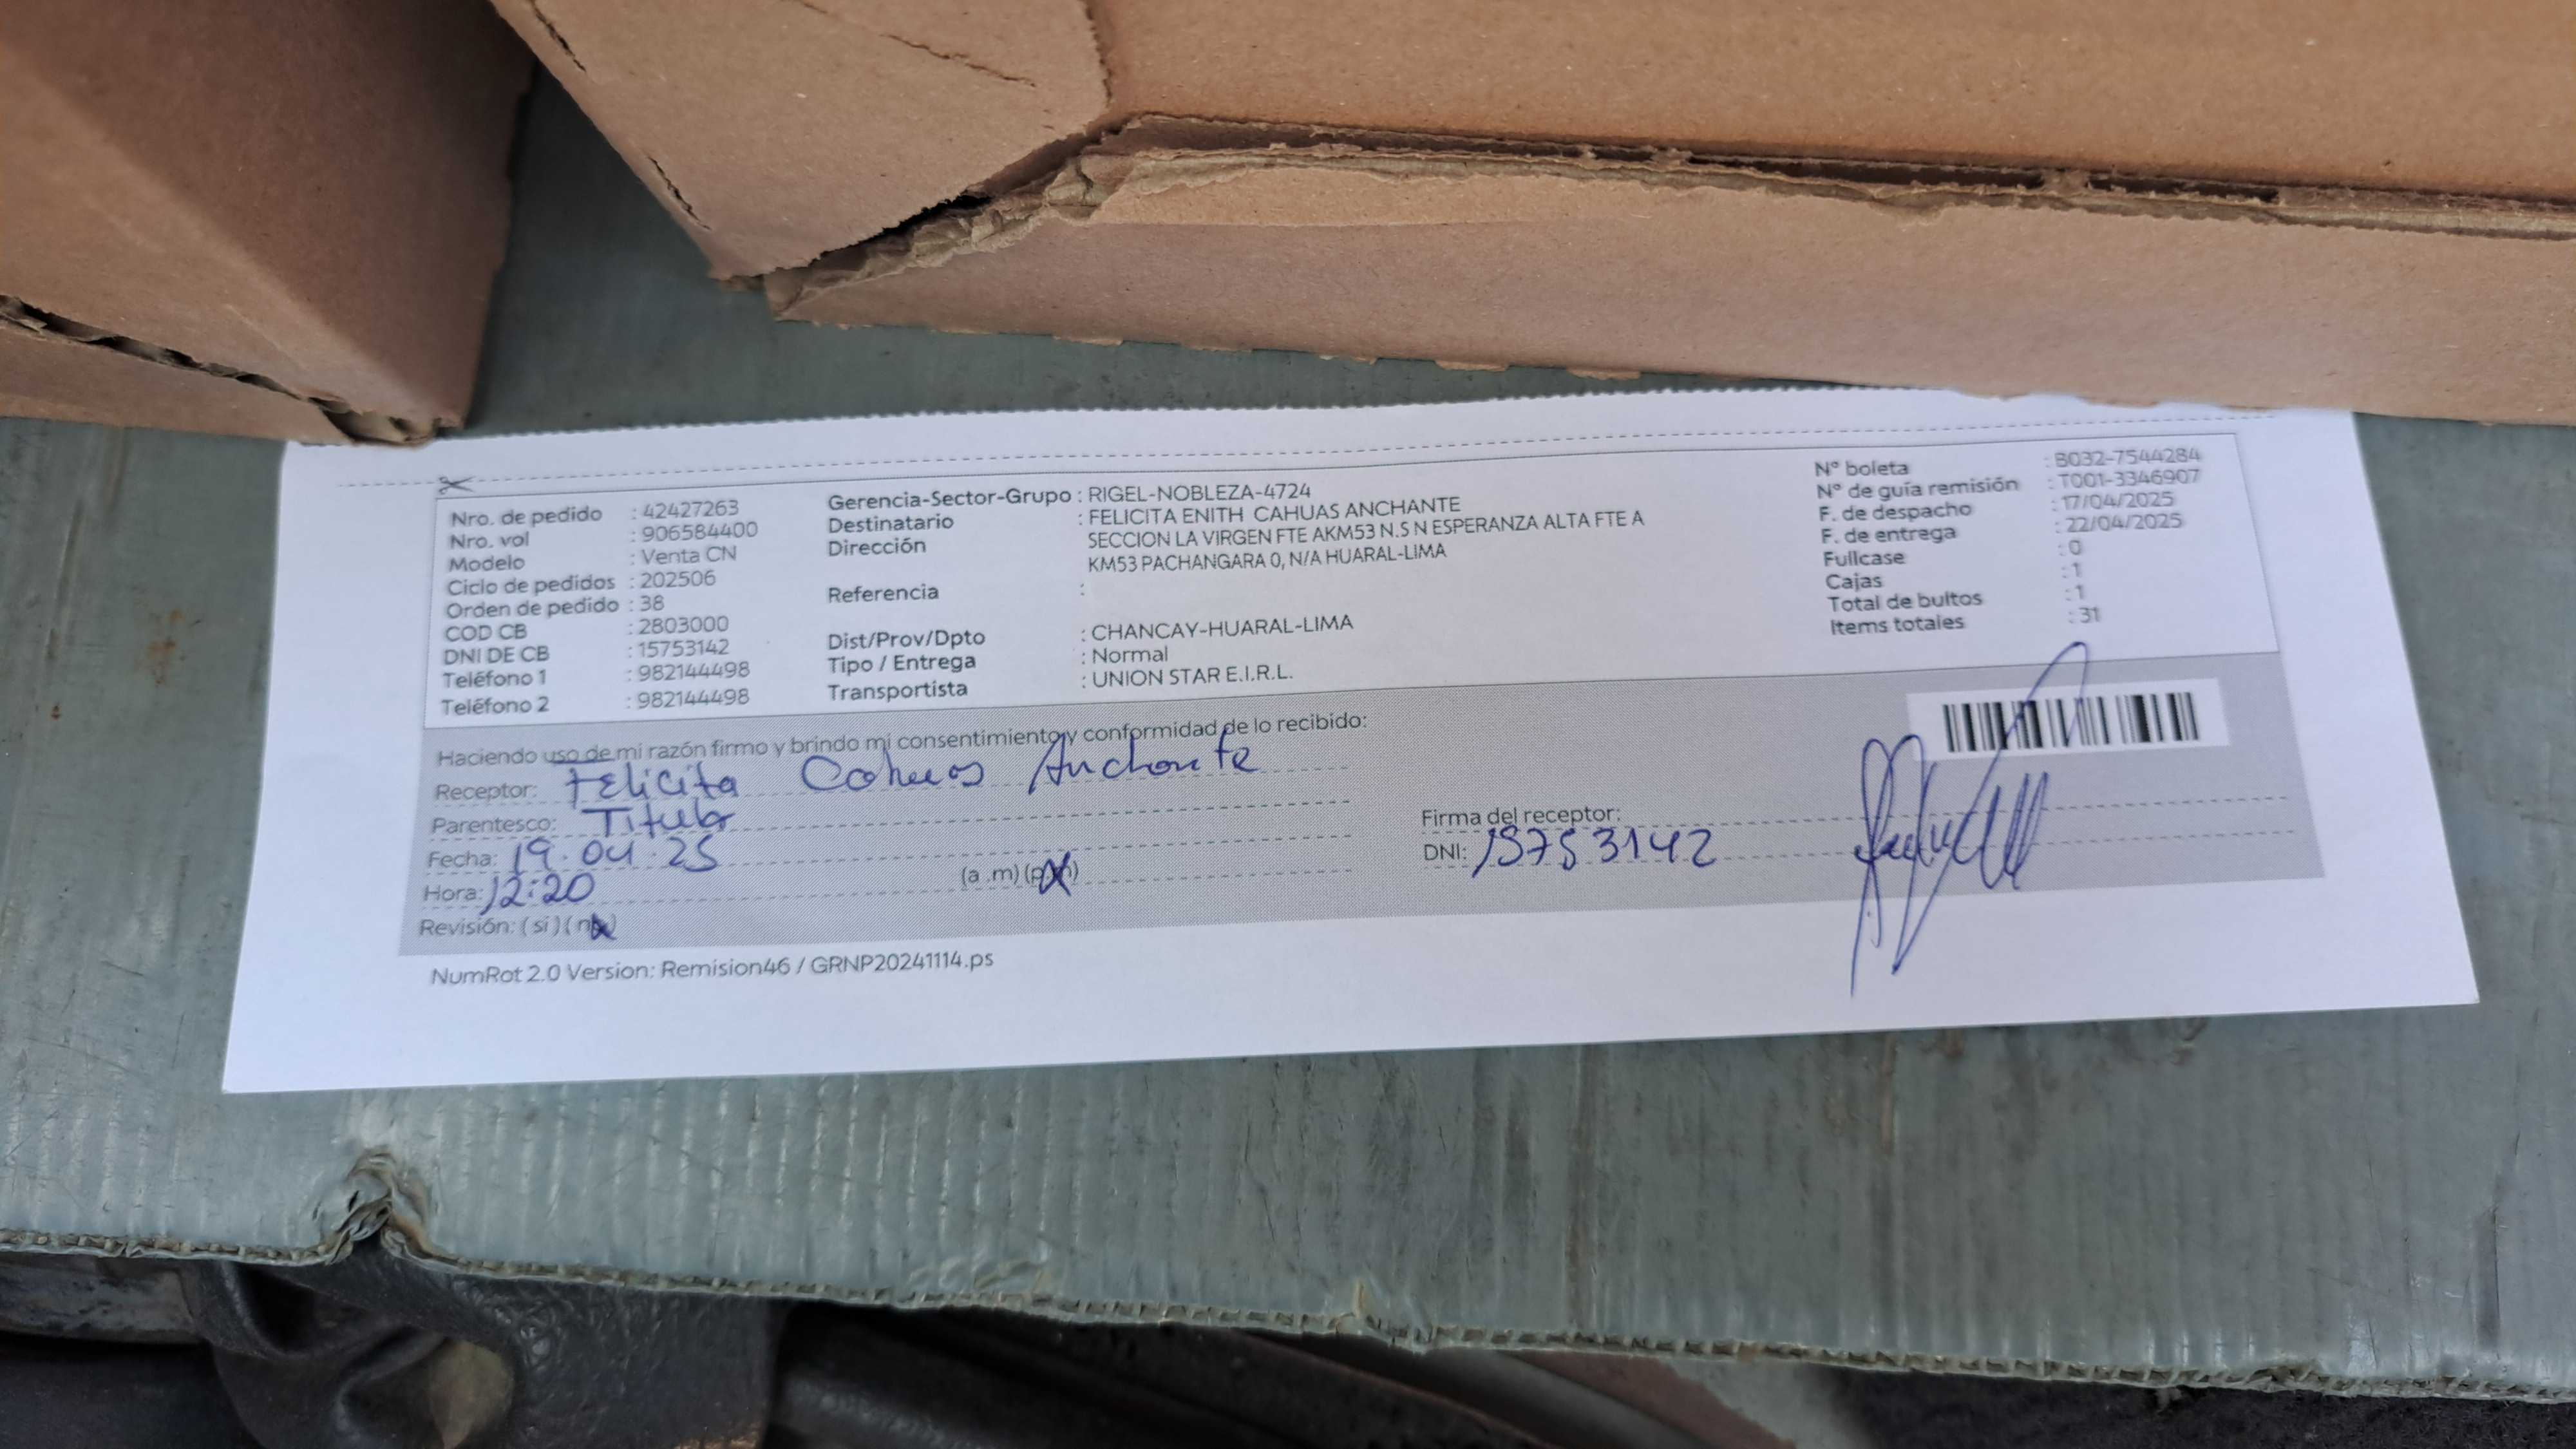 Nro. de pedido : 42427263
Nro. vol : 906584400
Modelo : Venta CN
Ciclo de pedidos : 202506
Orden de pedido : 38
COD CB : 2803000
DNI DE CB : 15753142
Teléfono 1 : 982144498
Teléfono 2 : 982144498
Gerencia-Sector-Grupo : RIGEL-NOBLEZA-4724
Destinatario : FELICITA ENITH CAHUAS ANCHANTE
Dirección SECCION LA VIRGEN FTE AKM53 N.S N ESPERANZA ALTA FTE A
KM53 PACHANGARA 0, N/A HUARAL-LIMA
Referencia :
Dist/Prov/Dpto : CHANCAY-HUARAL-LIMA
Tipo / Entrega : Normal
Transportista : UNION STAR E.I.R.L.
Nº boleta : B032-7544284
Nº de guía remisión : T001-3346907
F. de despacho : 17/04/2025
F. de entrega : 22/04/2025
Fullcase : 0
Cajas : 1
Total de bultos : 1
Items totales : 31
Haciendo uso de mi razón firmo y brindo mi consentimiento y conformidad de lo recibido:
Receptor: Felicita Cahuas Anchante
Parentesco: Titular
Fecha: 19.04.25
Hora: 12:20 (a.m) (p.m)
Revisión: (si) (no)
Firma del receptor:
DNI: 15753142
NumRot 2.0 Version: Remision46 / GRNP20241114.ps